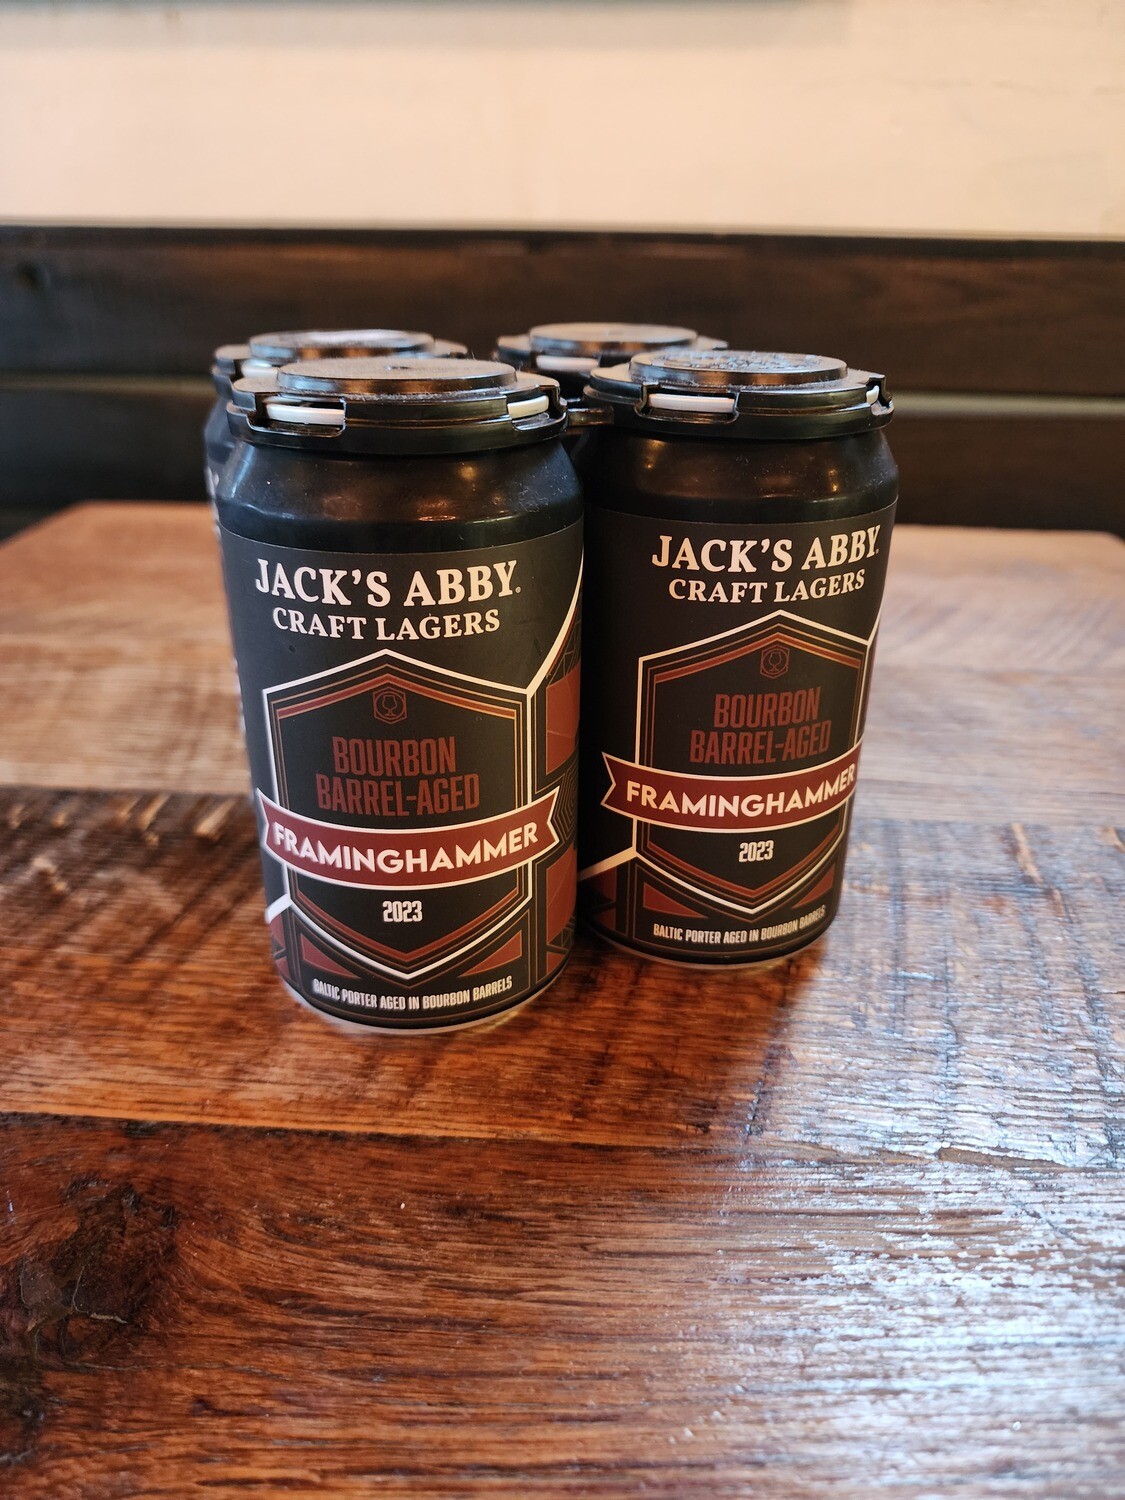 JACK'S ABBY®
CRAFT LAGERS
BOURBON
BARREL-AGED
FRAMINGHAMMER
2023
BALTIC PORTER AGED IN BOURBON BARRELS
JACK'S ABBY®
CRAFT LAGERS
BOURBON
BARREL-AGED
FRAMINGHAMMER
2023
BALTIC PORTER AGED IN BOURBON BARRELS